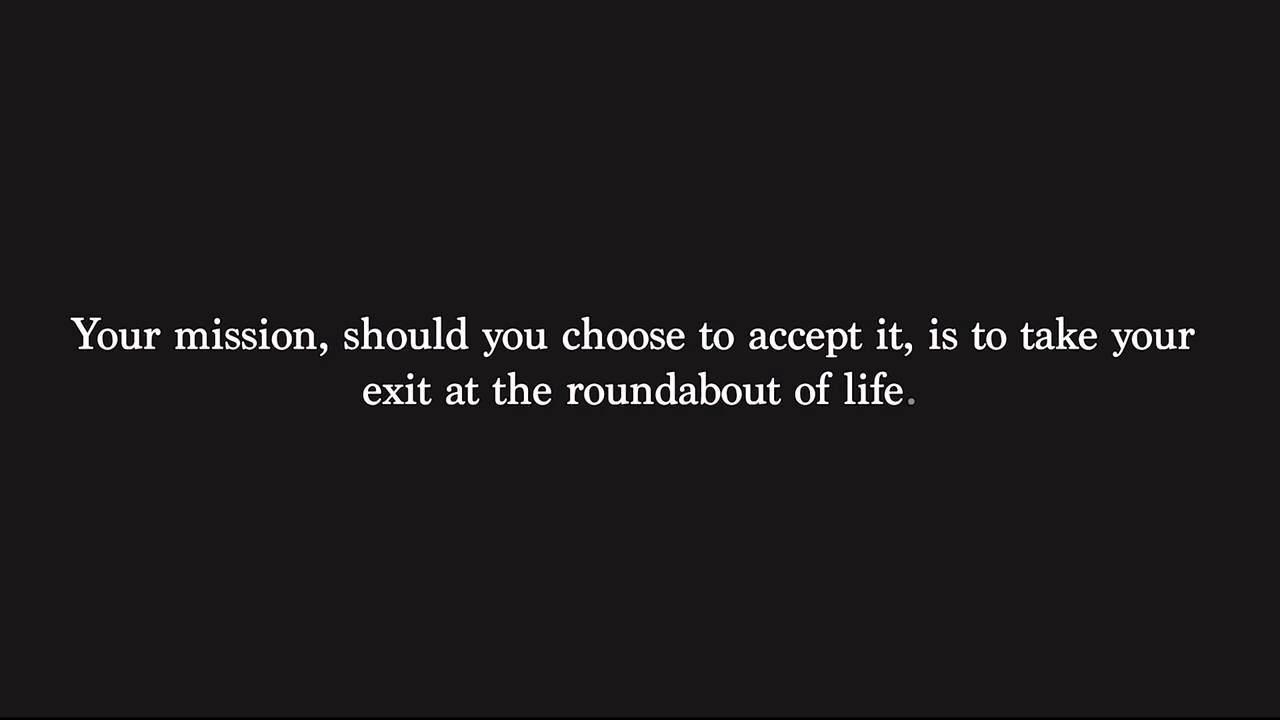 Your mission, should you choose to accept it, is to take your
exit at the roundabout of life.